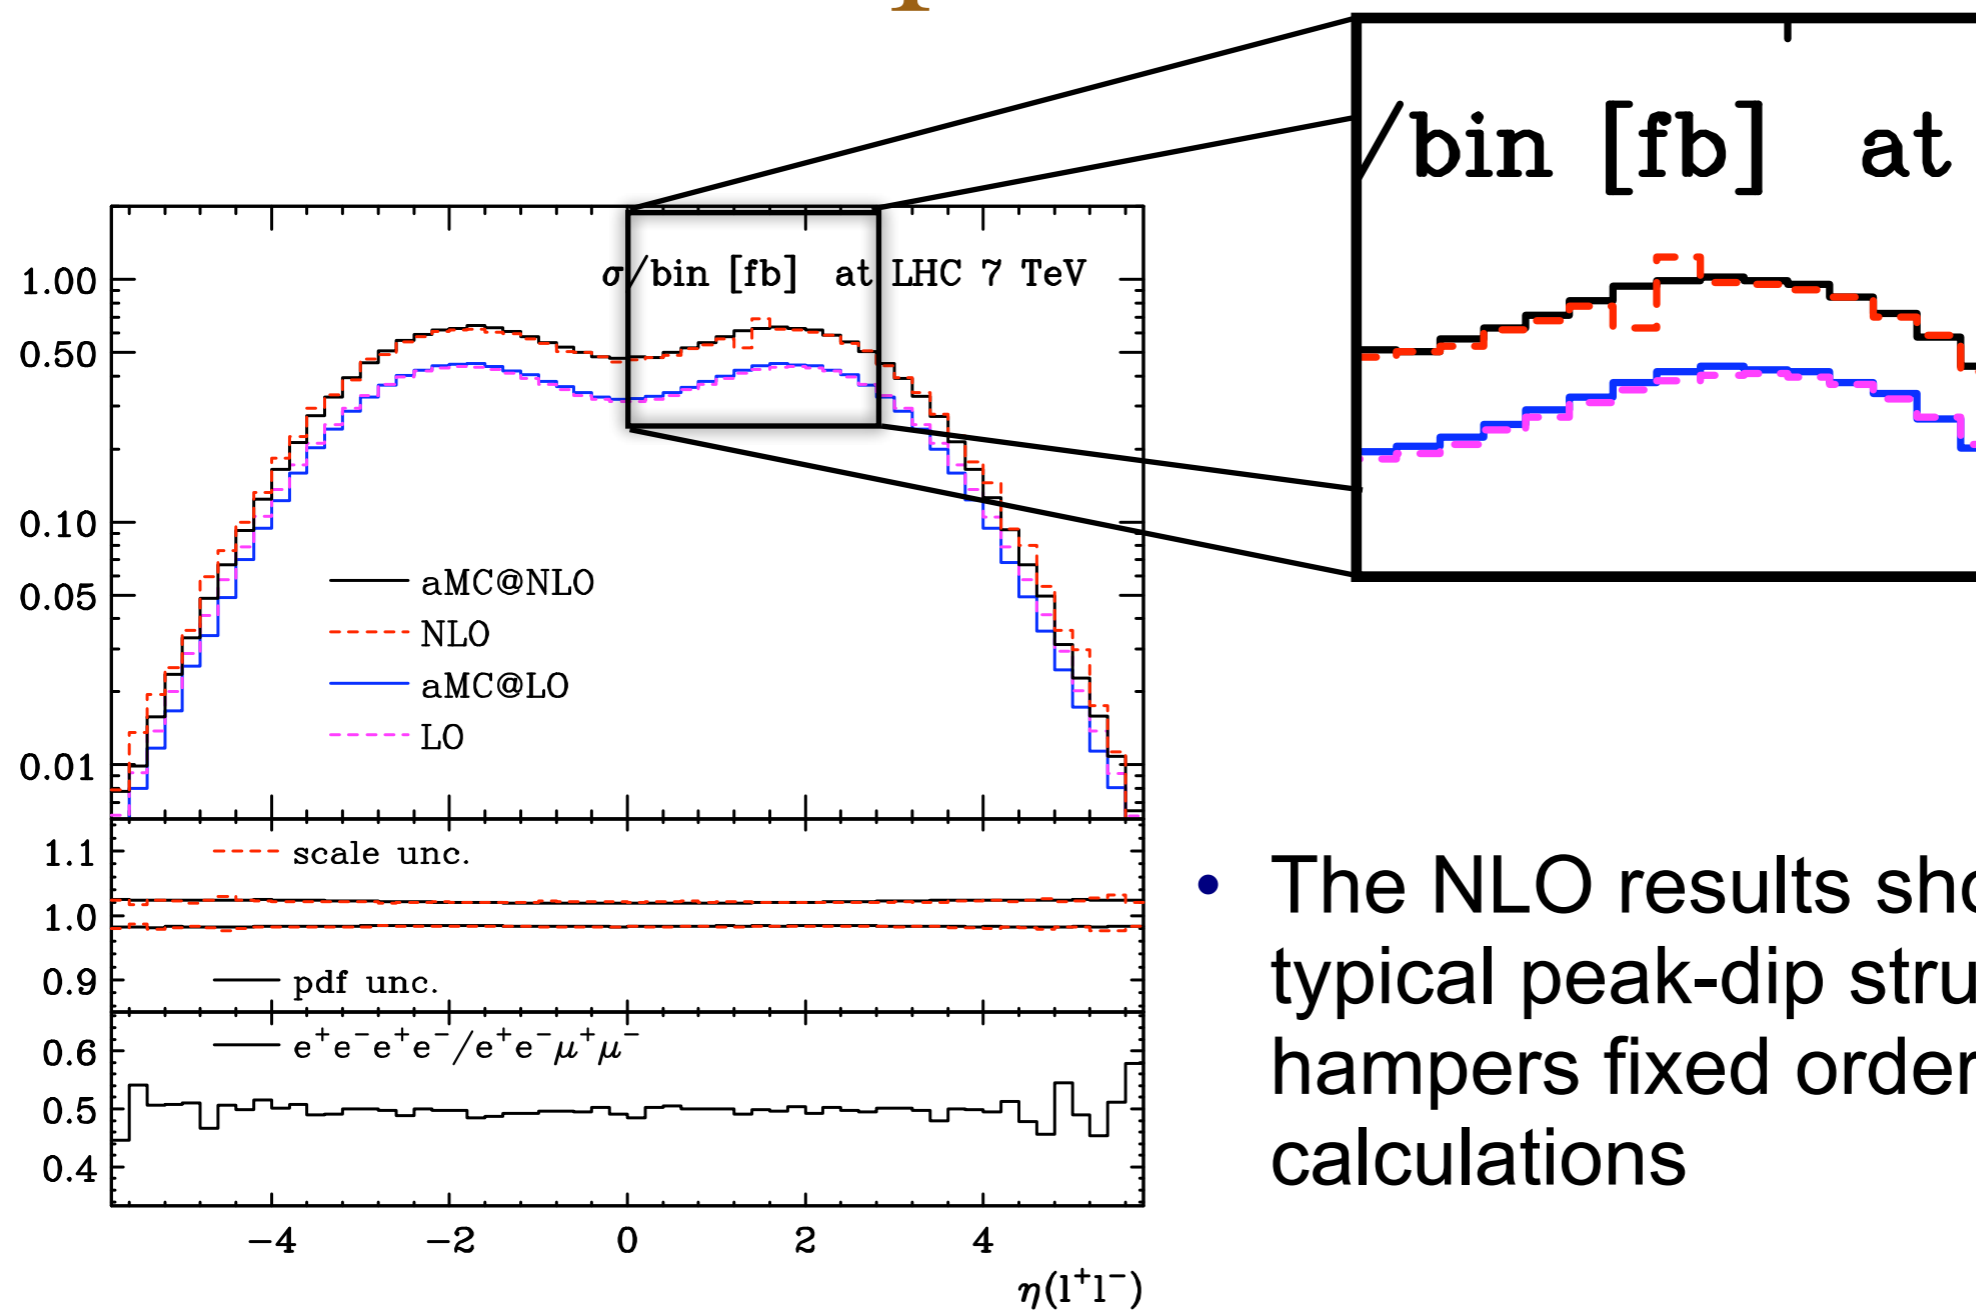 /bin [fb] at
σ/bin [fb] at LHC 7 TeV
1.00
0.50
0.10
0.05
0.01
aMC@NLO
NLO
aMC@LO
LO
1.1
1.0
0.9
scale unc.
pdf unc.
0.6
0.5
0.4
e⁺e⁻e⁺e⁻/e⁺e⁻μ⁺μ⁻
−4 −2 0 2 4
η(l⁺l⁻)
• The NLO results sho
typical peak-dip stru
hampers fixed order
calculations